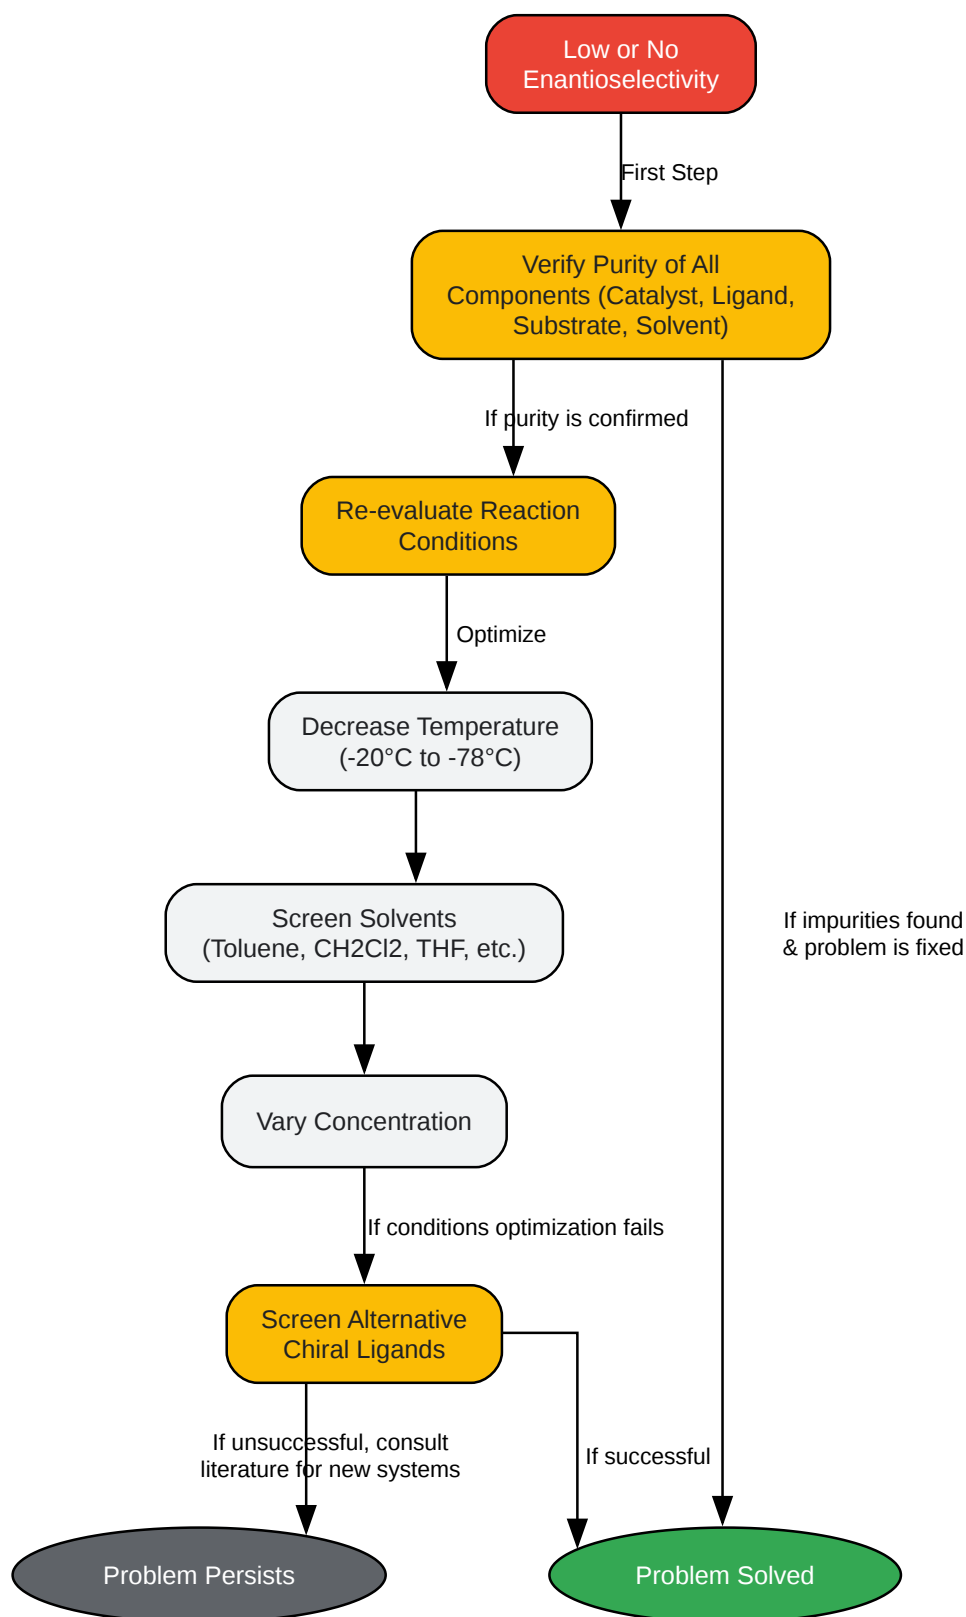 Low or No
Enantioselectivity
First Step
Verify Purity of All
Components (Catalyst, Ligand,
Substrate, Solvent)
If purity is confirmed
Re-evaluate Reaction
Conditions
Optimize
Decrease Temperature
(-20°C to -78°C)
Screen Solvents
(Toluene, CH2Cl2, THF, etc.)
If impurities found
& problem is fixed
Vary Concentration
If conditions optimization fails
Screen Alternative
Chiral Ligands
If unsuccessful, consult
literature for new systems
If successful
Problem Persists
Problem Solved